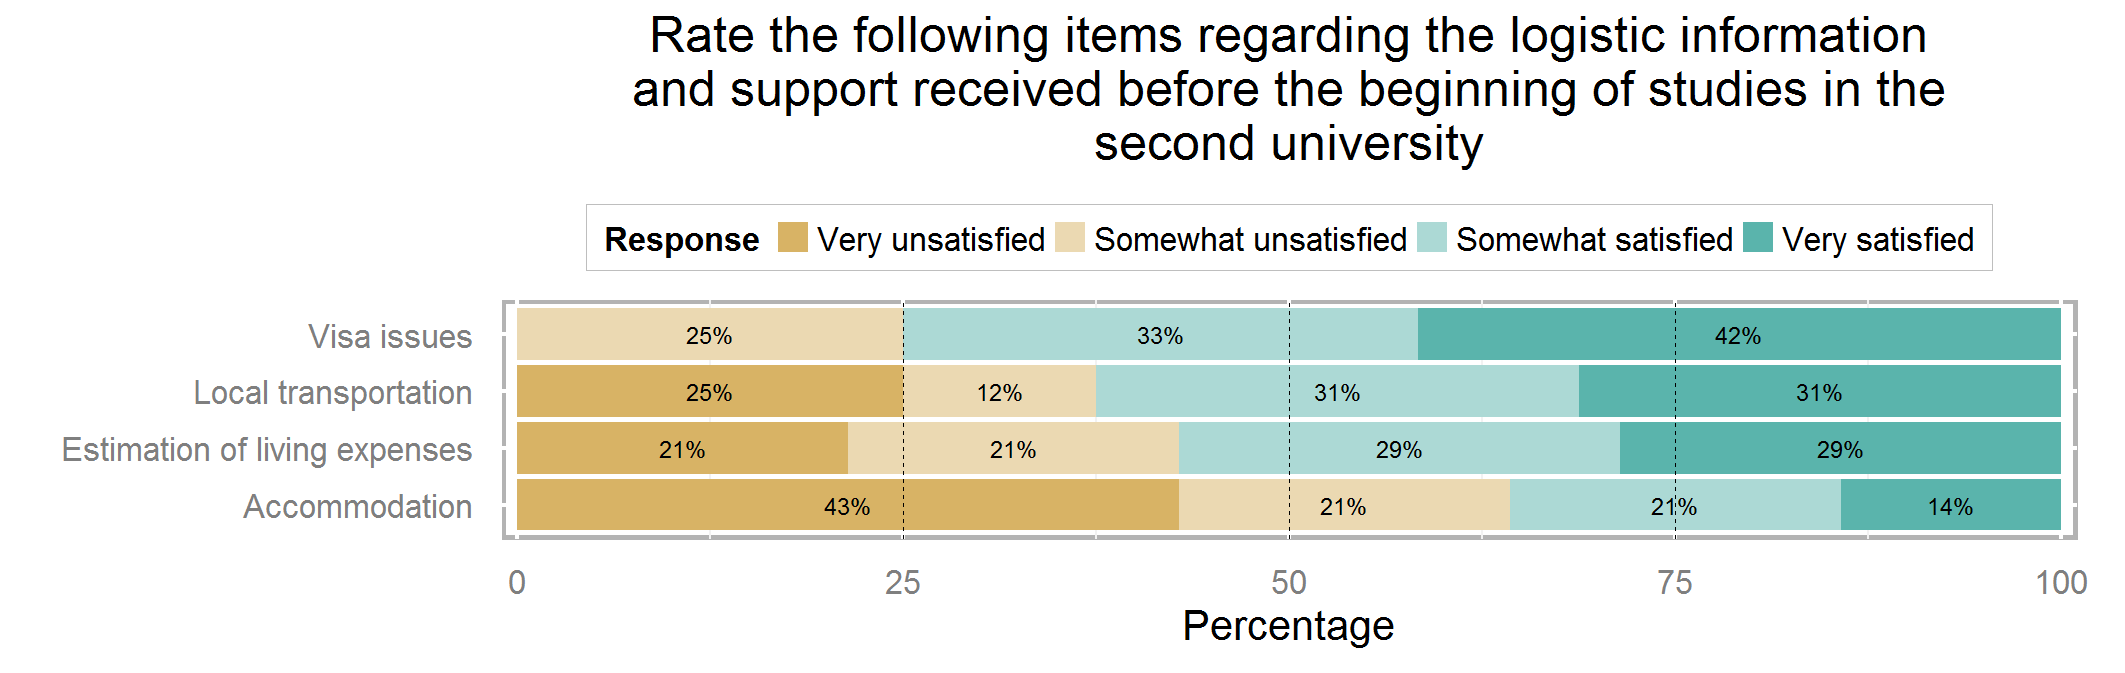 Rate the following items regarding the logistic information
and support received before the beginning of studies in the
second university
Response Very unsatisfied Somewhat unsatisfied Somewhat satisfied Very satisfied
Visa issues 25% 33% 42%
Local transportation 25% 12% 31% 31%
Estimation of living expenses 21% 21% 29% 29%
Accommodation 43% 21% 21% 14%
0 25 50 75 100
Percentage